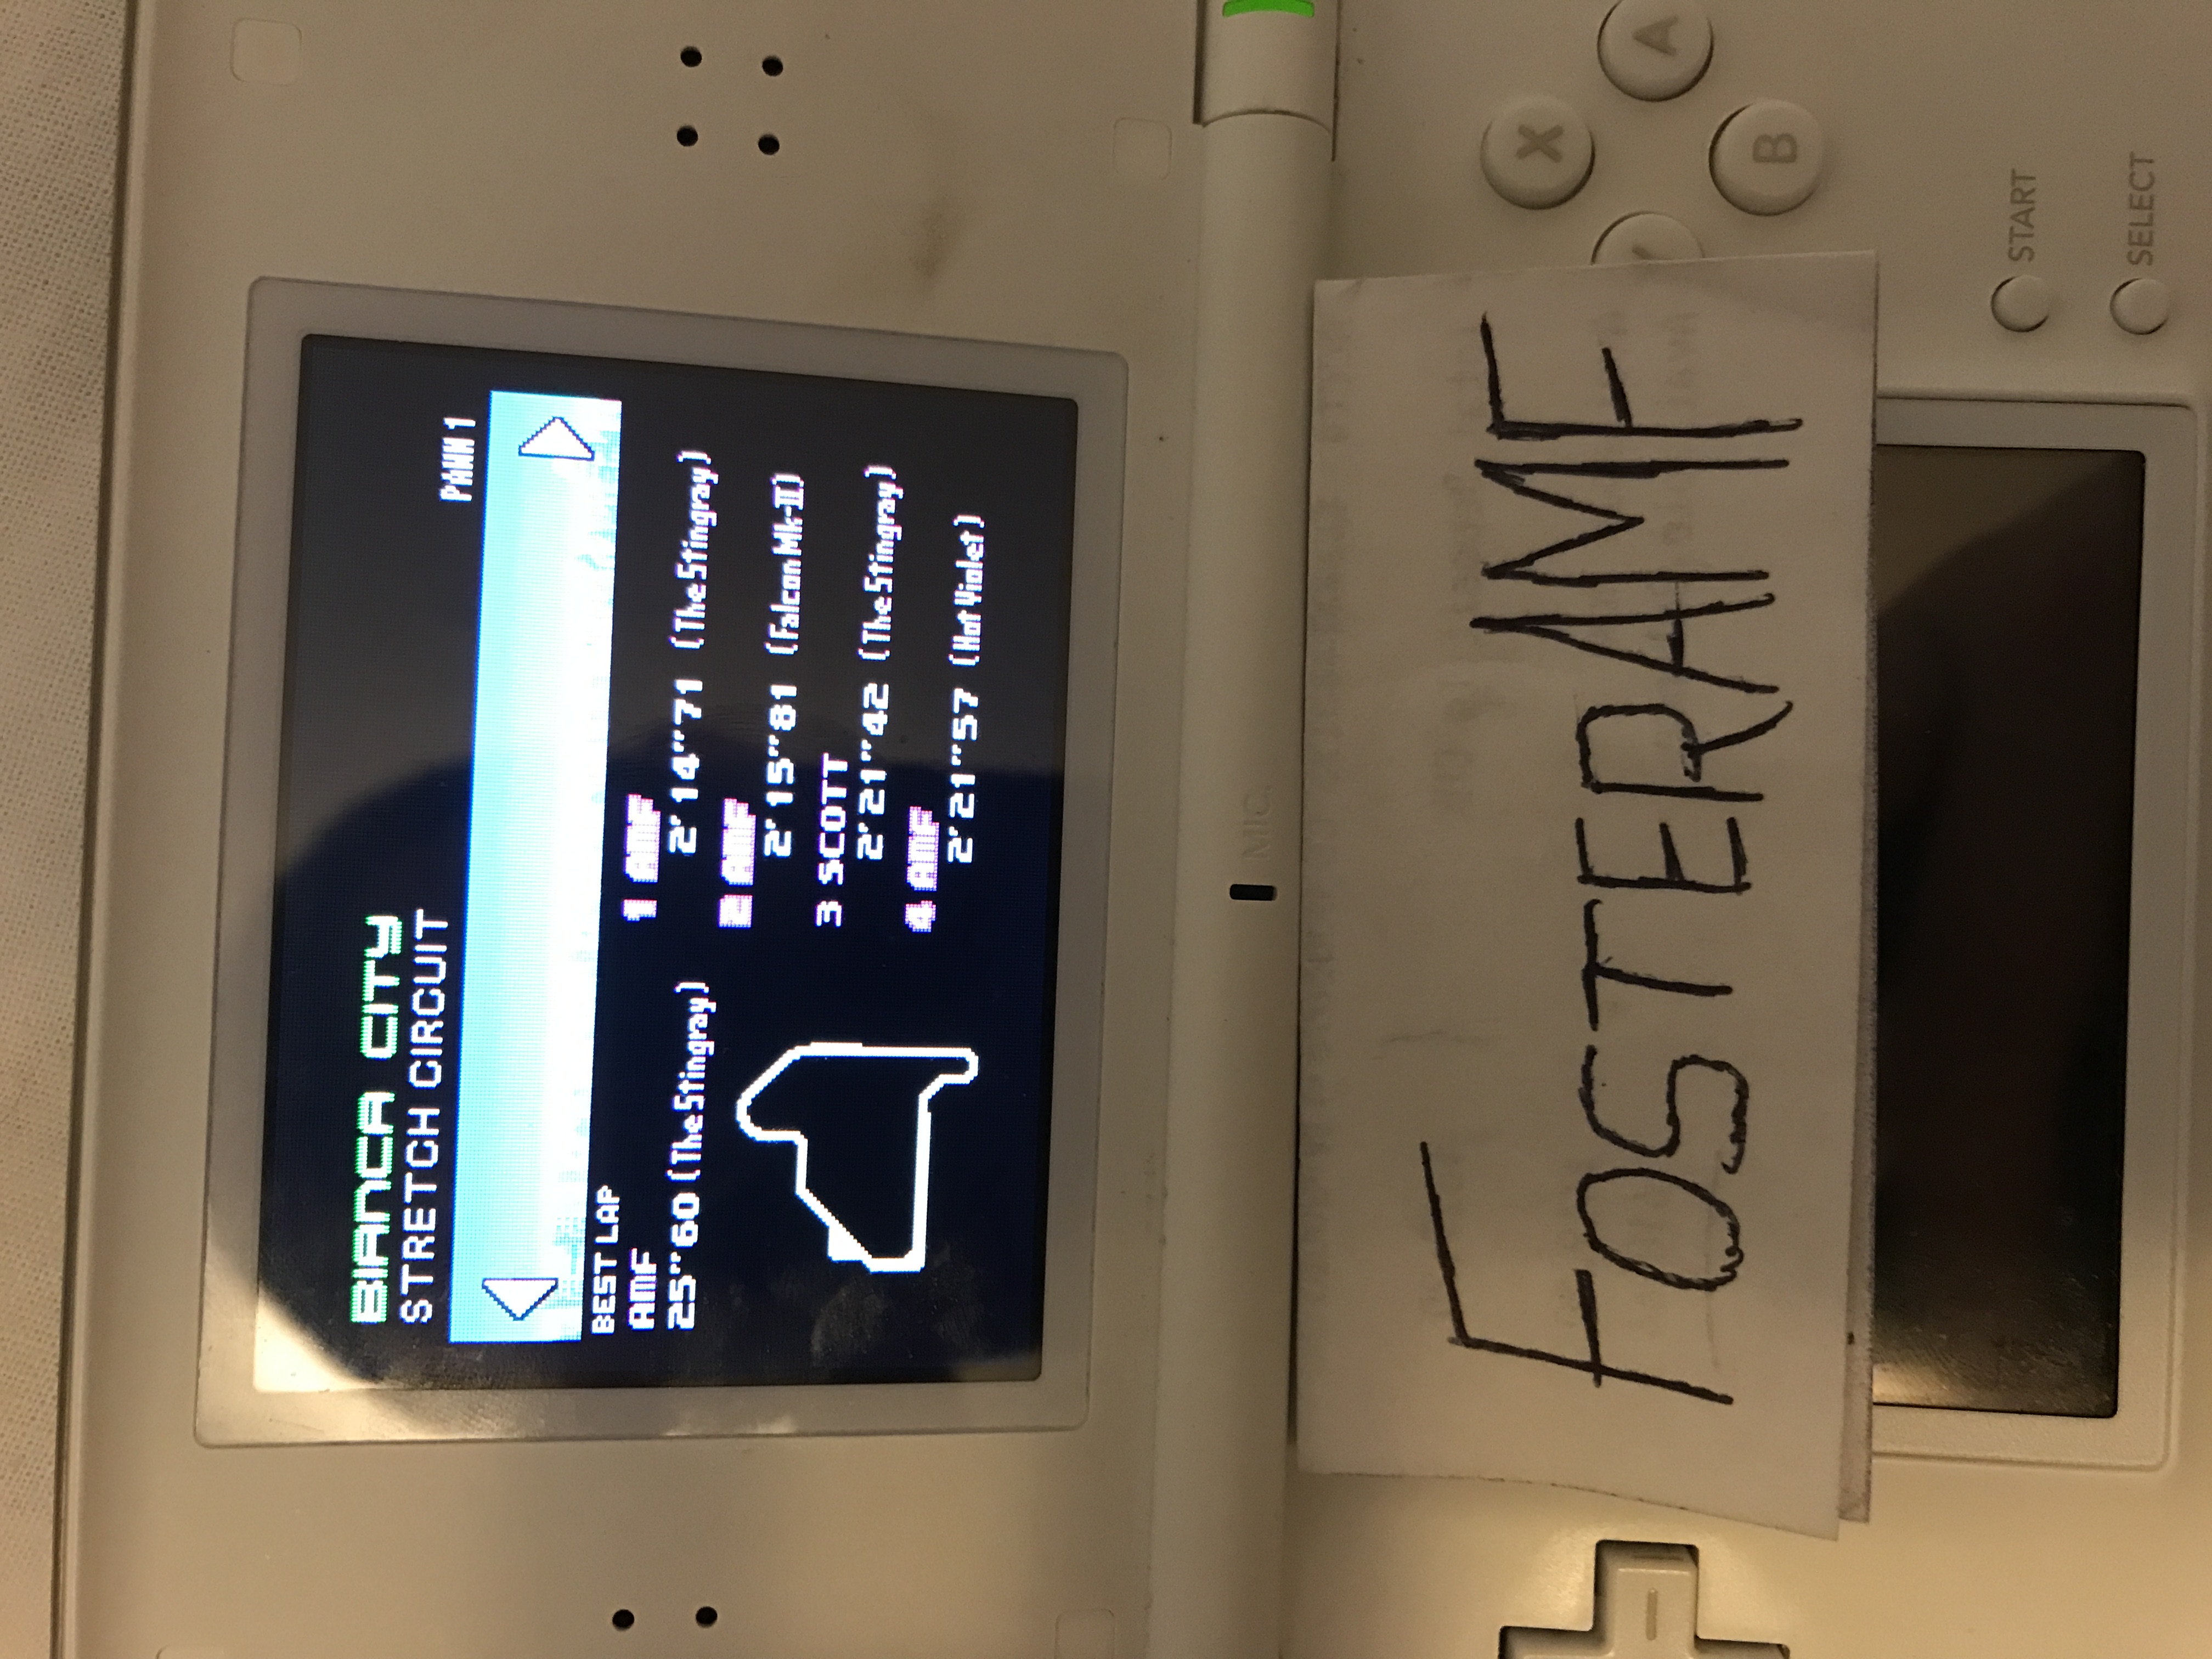 BIANCA CITY
STRETCH CIRCUIT
PAWN 1
BEST LAP
AMF
25"60 (The Stingray)
1 AMF
2'14"71 (The Stingray)
2 AMF
2'15"81 (Falcon Mk-II)
3 SCOTT
2'21"42 (The Stingray)
4 AMF
2'21"57 (Hot Violet)
MIC
FOSTERAMF
X
A
B
Y
START
SELECT